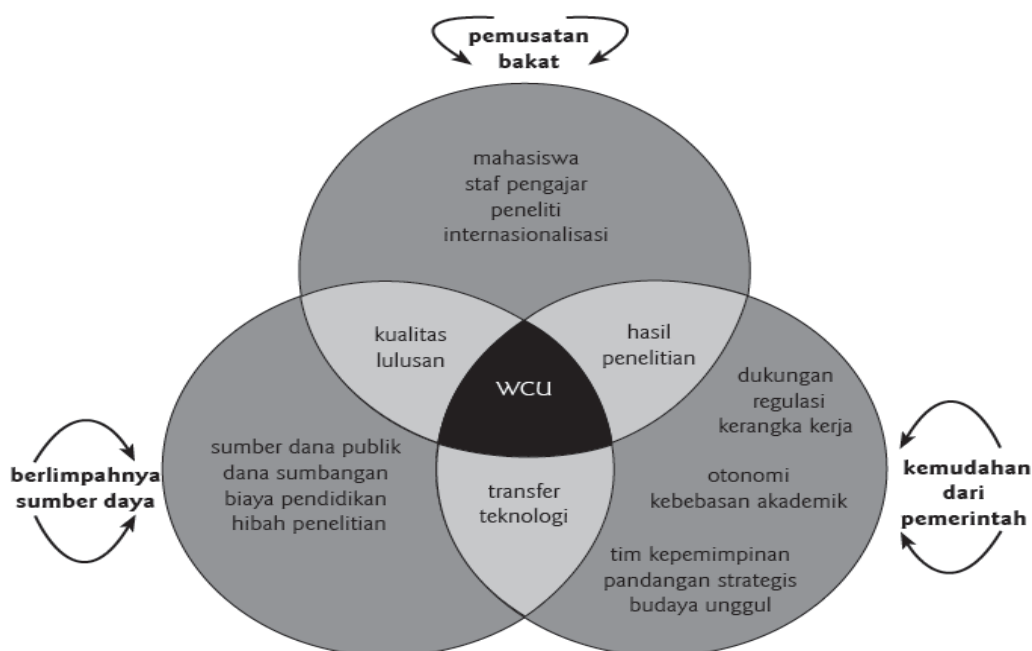 pemusatan
bakat
mahasiswa
staf pengajar
peneliti
internasionalisasi
kualitas
lulusan
hasil
penelitian
WCU
dukungan
regulasi
kerangka kerja
berlimpahnya
sumber daya
sumber dana publik
dana sumbangan
biaya pendidikan
hibah penelitian
transfer
teknologi
otonomi
kebebasan akademik
tim kepemimpinan
pandangan strategis
budaya unggul
kemudahan
dari
pemerintah